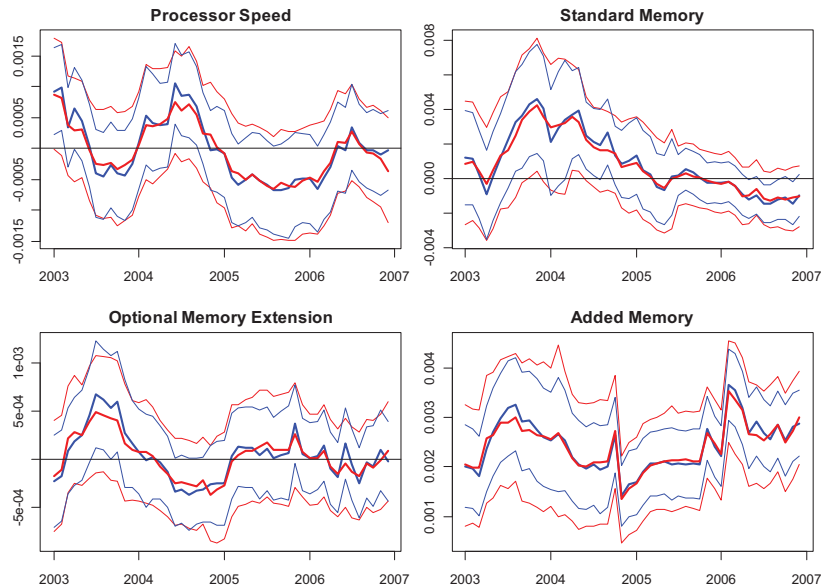 Processor Speed
0.0015
0.0005
-0.0005
-0.0015
2003 2004 2005 2006 2007
Standard Memory
0.008
0.004
0.000
-0.004
2003 2004 2005 2006 2007
Optional Memory Extension
1e-03
5e-04
-5e-04
2003 2004 2005 2006 2007
Added Memory
0.004
0.003
0.002
0.001
2003 2004 2005 2006 2007